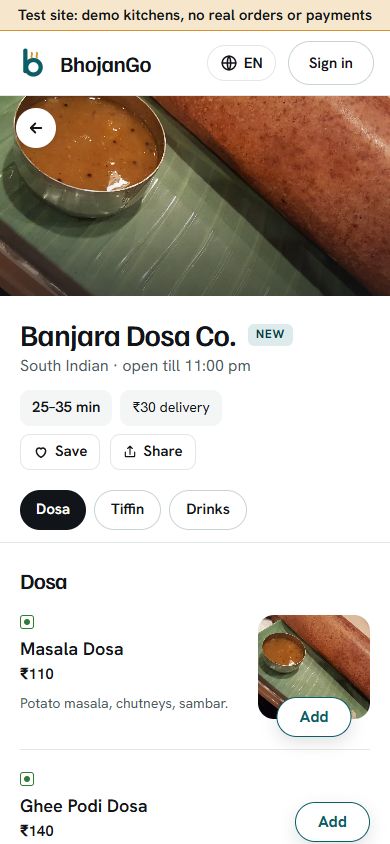 Test site: demo kitchens, no real orders or payments
b BhojanGo EN Sign in
Banjara Dosa Co. NEW
South Indian · open till 11:00 pm
25–35 min ₹30 delivery
Save Share
Dosa Tiffin Drinks
Dosa
Masala Dosa
₹110
Potato masala, chutneys, sambar.
Add
Ghee Podi Dosa
Add
₹140